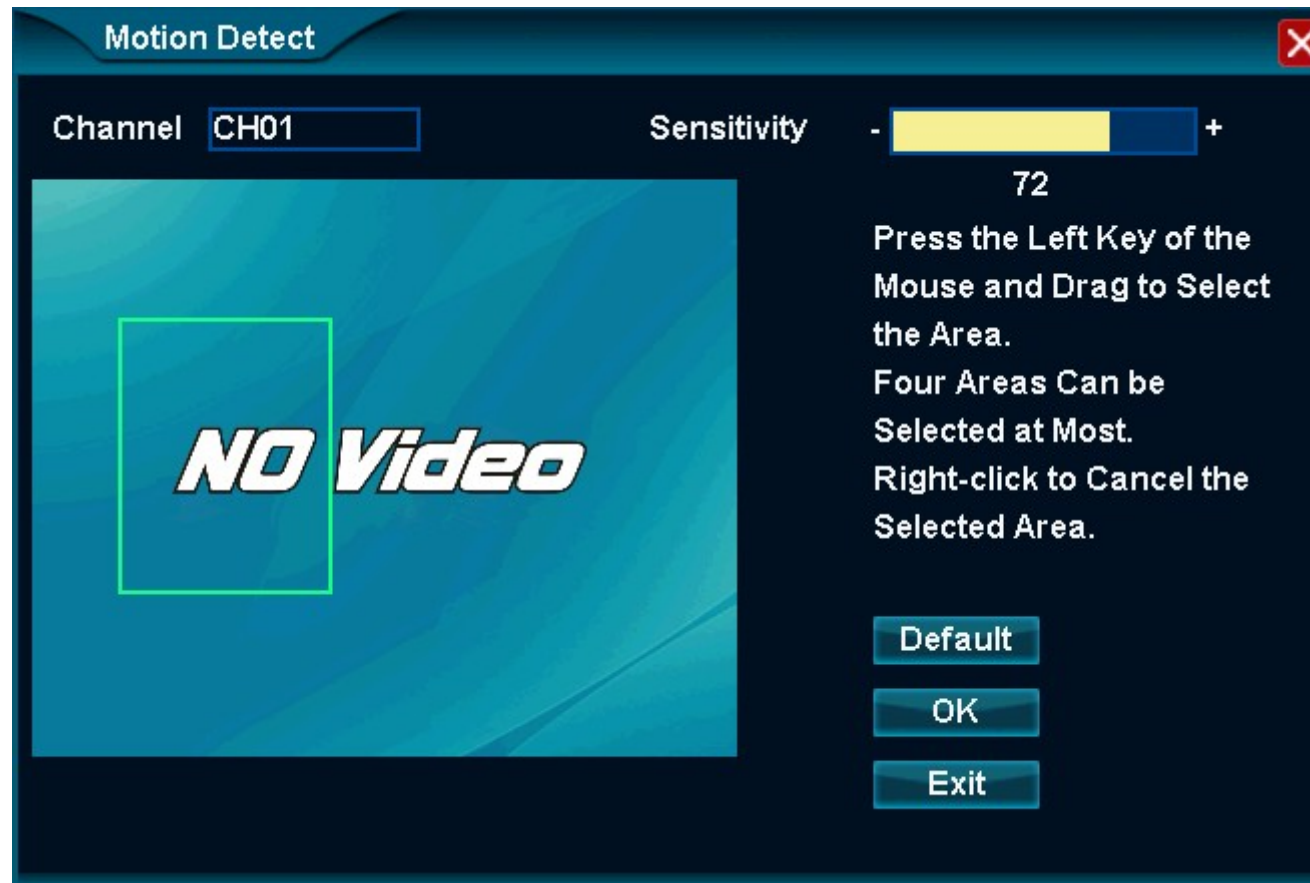 Motion Detect
Channel CH01 Sensitivity - +
72
Press the Left Key of the
Mouse and Drag to Select
the Area.
Four Areas Can be
Selected at Most.
Right-click to Cancel the
Selected Area.
NO Video
Default
OK
Exit